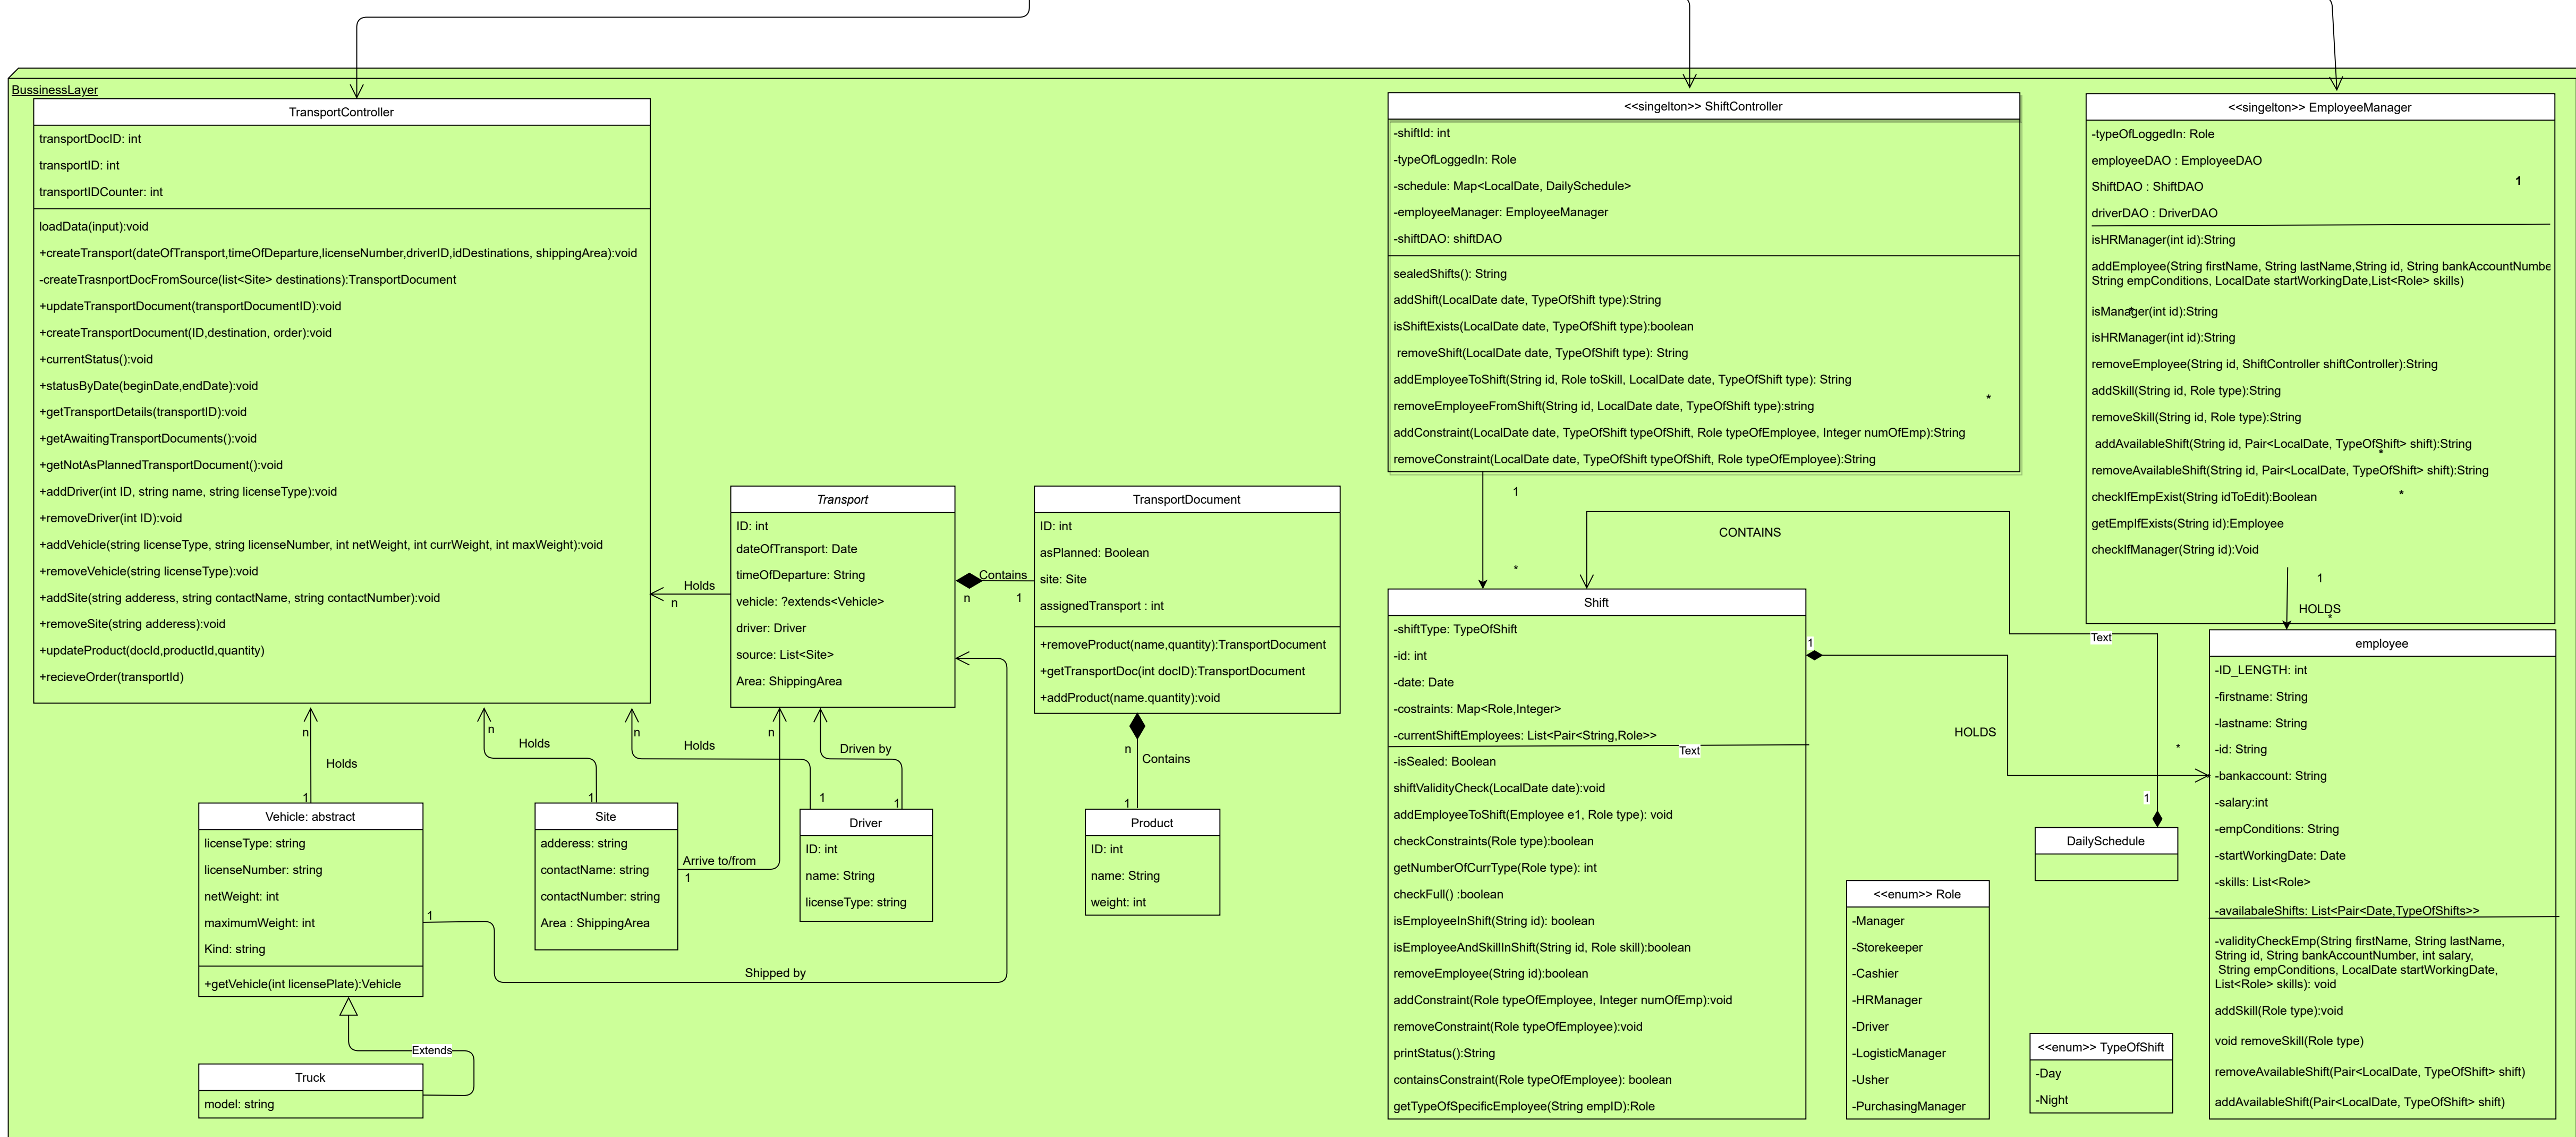 BussinessLayer
TransportController
transportDocID: int
transportID: int
transportIDCounter: int
loadData(input):void
+createTransport(dateOfTransport,timeOfDeparture,licenseNumber,driverID,idDestinations, shippingArea):void
-createTrasnportDocFromSource(list<Site> destinations):TransportDocument
+updateTransportDocument(transportDocumentID):void
+createTransportDocument(ID,destination, order):void
+currentStatus():void
+statusByDate(beginDate,endDate):void
+getTransportDetails(transportID):void
+getAwaitingTransportDocuments():void
+getNotAsPlannedTransportDocument():void
+addDriver(int ID, string name, string licenseType):void
+removeDriver(int ID):void
+addVehicle(string licenseType, string licenseNumber, int netWeight, int currWeight, int maxWeight):void
+removeVehicle(string licenseType):void
+addSite(string adderess, string contactName, string contactNumber):void
+removeSite(string adderess):void
+updateProduct(docId,productId,quantity)
+recieveOrder(transportId)
Holds
n
Transport
ID: int
dateOfTransport: Date
timeOfDeparture: String
vehicle: ?extends<Vehicle>
driver: Driver
source: List<Site>
Area: ShippingArea
Contains
n
1
TransportDocument
ID: int
asPlanned: Boolean
site: Site
assignedTransport : int
+removeProduct(name,quantity):TransportDocument
+getTransportDoc(int docID):TransportDocument
+addProduct(name.quantity):void
n
Holds
1
n
Holds
1
n
Holds
1
n
Driven by
1
n
Contains
1
Vehicle: abstract
licenseType: string
licenseNumber: string
netWeight: int
maximumWeight: int
Kind: string
+getVehicle(int licensePlate):Vehicle
1
Shipped by
Extends
Truck
model: string
Site
adderess: string
contactName: string
contactNumber: string
Area : ShippingArea
Arrive to/from
1
Driver
ID: int
name: String
licenseType: string
Product
ID: int
name: String
weight: int
<<singelton>> ShiftController
-shiftId: int
-typeOfLoggedIn: Role
-schedule: Map<LocalDate, DailySchedule>
-employeeManager: EmployeeManager
-shiftDAO: shiftDAO
sealedShifts(): String
addShift(LocalDate date, TypeOfShift type):String
isShiftExists(LocalDate date, TypeOfShift type):boolean
removeShift(LocalDate date, TypeOfShift type): String
addEmployeeToShift(String id, Role toSkill, LocalDate date, TypeOfShift type): String
*
removeEmployeeFromShift(String id, LocalDate date, TypeOfShift type):string
addConstraint(LocalDate date, TypeOfShift typeOfShift, Role typeOfEmployee, Integer numOfEmp):String
removeConstraint(LocalDate date, TypeOfShift typeOfShift, Role typeOfEmployee):String
1
CONTAINS
*
Shift
-shiftType: TypeOfShift
-id: int
-date: Date
-costraints: Map<Role,Integer>
-currentShiftEmployees: List<Pair<String,Role>>
Text
-isSealed: Boolean
shiftValidityCheck(LocalDate date):void
addEmployeeToShift(Employee e1, Role type): void
checkConstraints(Role type):boolean
getNumberOfCurrType(Role type): int
checkFull() :boolean
isEmployeeInShift(String id): boolean
isEmployeeAndSkillInShift(String id, Role skill):boolean
removeEmployee(String id):boolean
addConstraint(Role typeOfEmployee, Integer numOfEmp):void
removeConstraint(Role typeOfEmployee):void
printStatus():String
containsConstraint(Role typeOfEmployee): boolean
getTypeOfSpecificEmployee(String empID):Role
1
HOLDS
*
Text
1
DailySchedule
<<enum>> Role
-Manager
-Storekeeper
-Cashier
-HRManager
-Driver
-LogisticManager
-Usher
-PurchasingManager
<<enum>> TypeOfShift
-Day
-Night
<<singelton>> EmployeeManager
-typeOfLoggedIn: Role
employeeDAO : EmployeeDAO
ShiftDAO : ShiftDAO
1
driverDAO : DriverDAO
isHRManager(int id):String
addEmployee(String firstName, String lastName,String id, String bankAccountNumbe
String empConditions, LocalDate startWorkingDate,List<Role> skills)
isManager(int id):String
*
isHRManager(int id):String
removeEmployee(String id, ShiftController shiftController):String
addSkill(String id, Role type):String
removeSkill(String id, Role type):String
addAvailableShift(String id, Pair<LocalDate, TypeOfShift> shift):String
*
removeAvailableShift(String id, Pair<LocalDate, TypeOfShift> shift):String
checkIfEmpExist(String idToEdit):Boolean
*
getEmpIfExists(String id):Employee
checkIfManager(String id):Void
1
HOLDS
*
employee
-ID_LENGTH: int
-firstname: String
-lastname: String
-id: String
-bankaccount: String
-salary:int
-empConditions: String
-startWorkingDate: Date
-skills: List<Role>
-availabaleShifts: List<Pair<Date,TypeOfShifts>>
-validityCheckEmp(String firstName, String lastName,
String id, String bankAccountNumber, int salary,
String empConditions, LocalDate startWorkingDate,
List<Role> skills): void
addSkill(Role type):void
void removeSkill(Role type)
removeAvailableShift(Pair<LocalDate, TypeOfShift> shift)
addAvailableShift(Pair<LocalDate, TypeOfShift> shift)